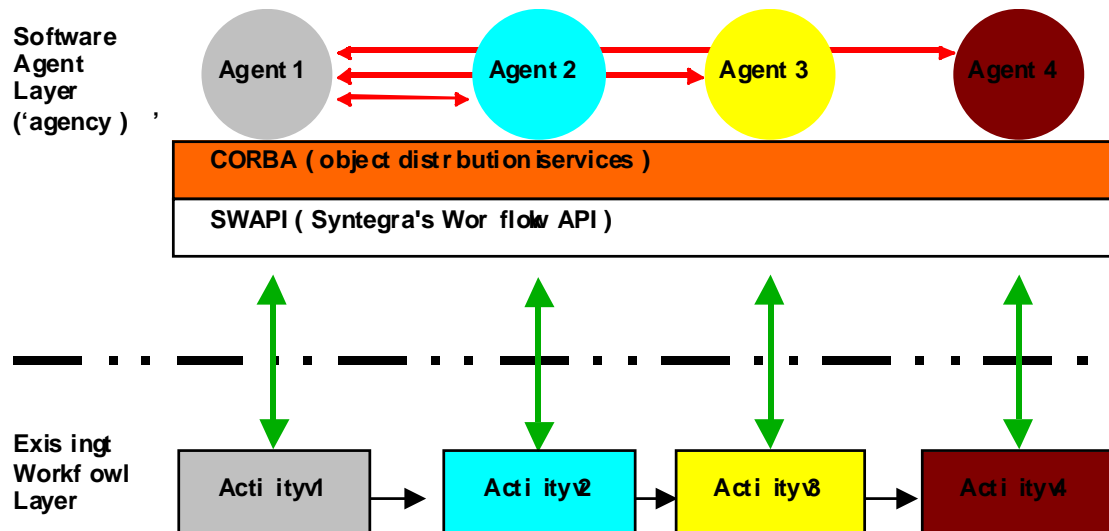 Software
Agent
Layer
(‘agency ) ’
Agent 1
Agent 2
Agent 3
Agent 4
CORBA ( object distr bution iservices )
SWAPI ( Syntegra's Wor flow k API )
Exis ingt
Workf owl
Layer
Acti ityv1
Acti ityv2
Acti ityv3
Acti ityv4